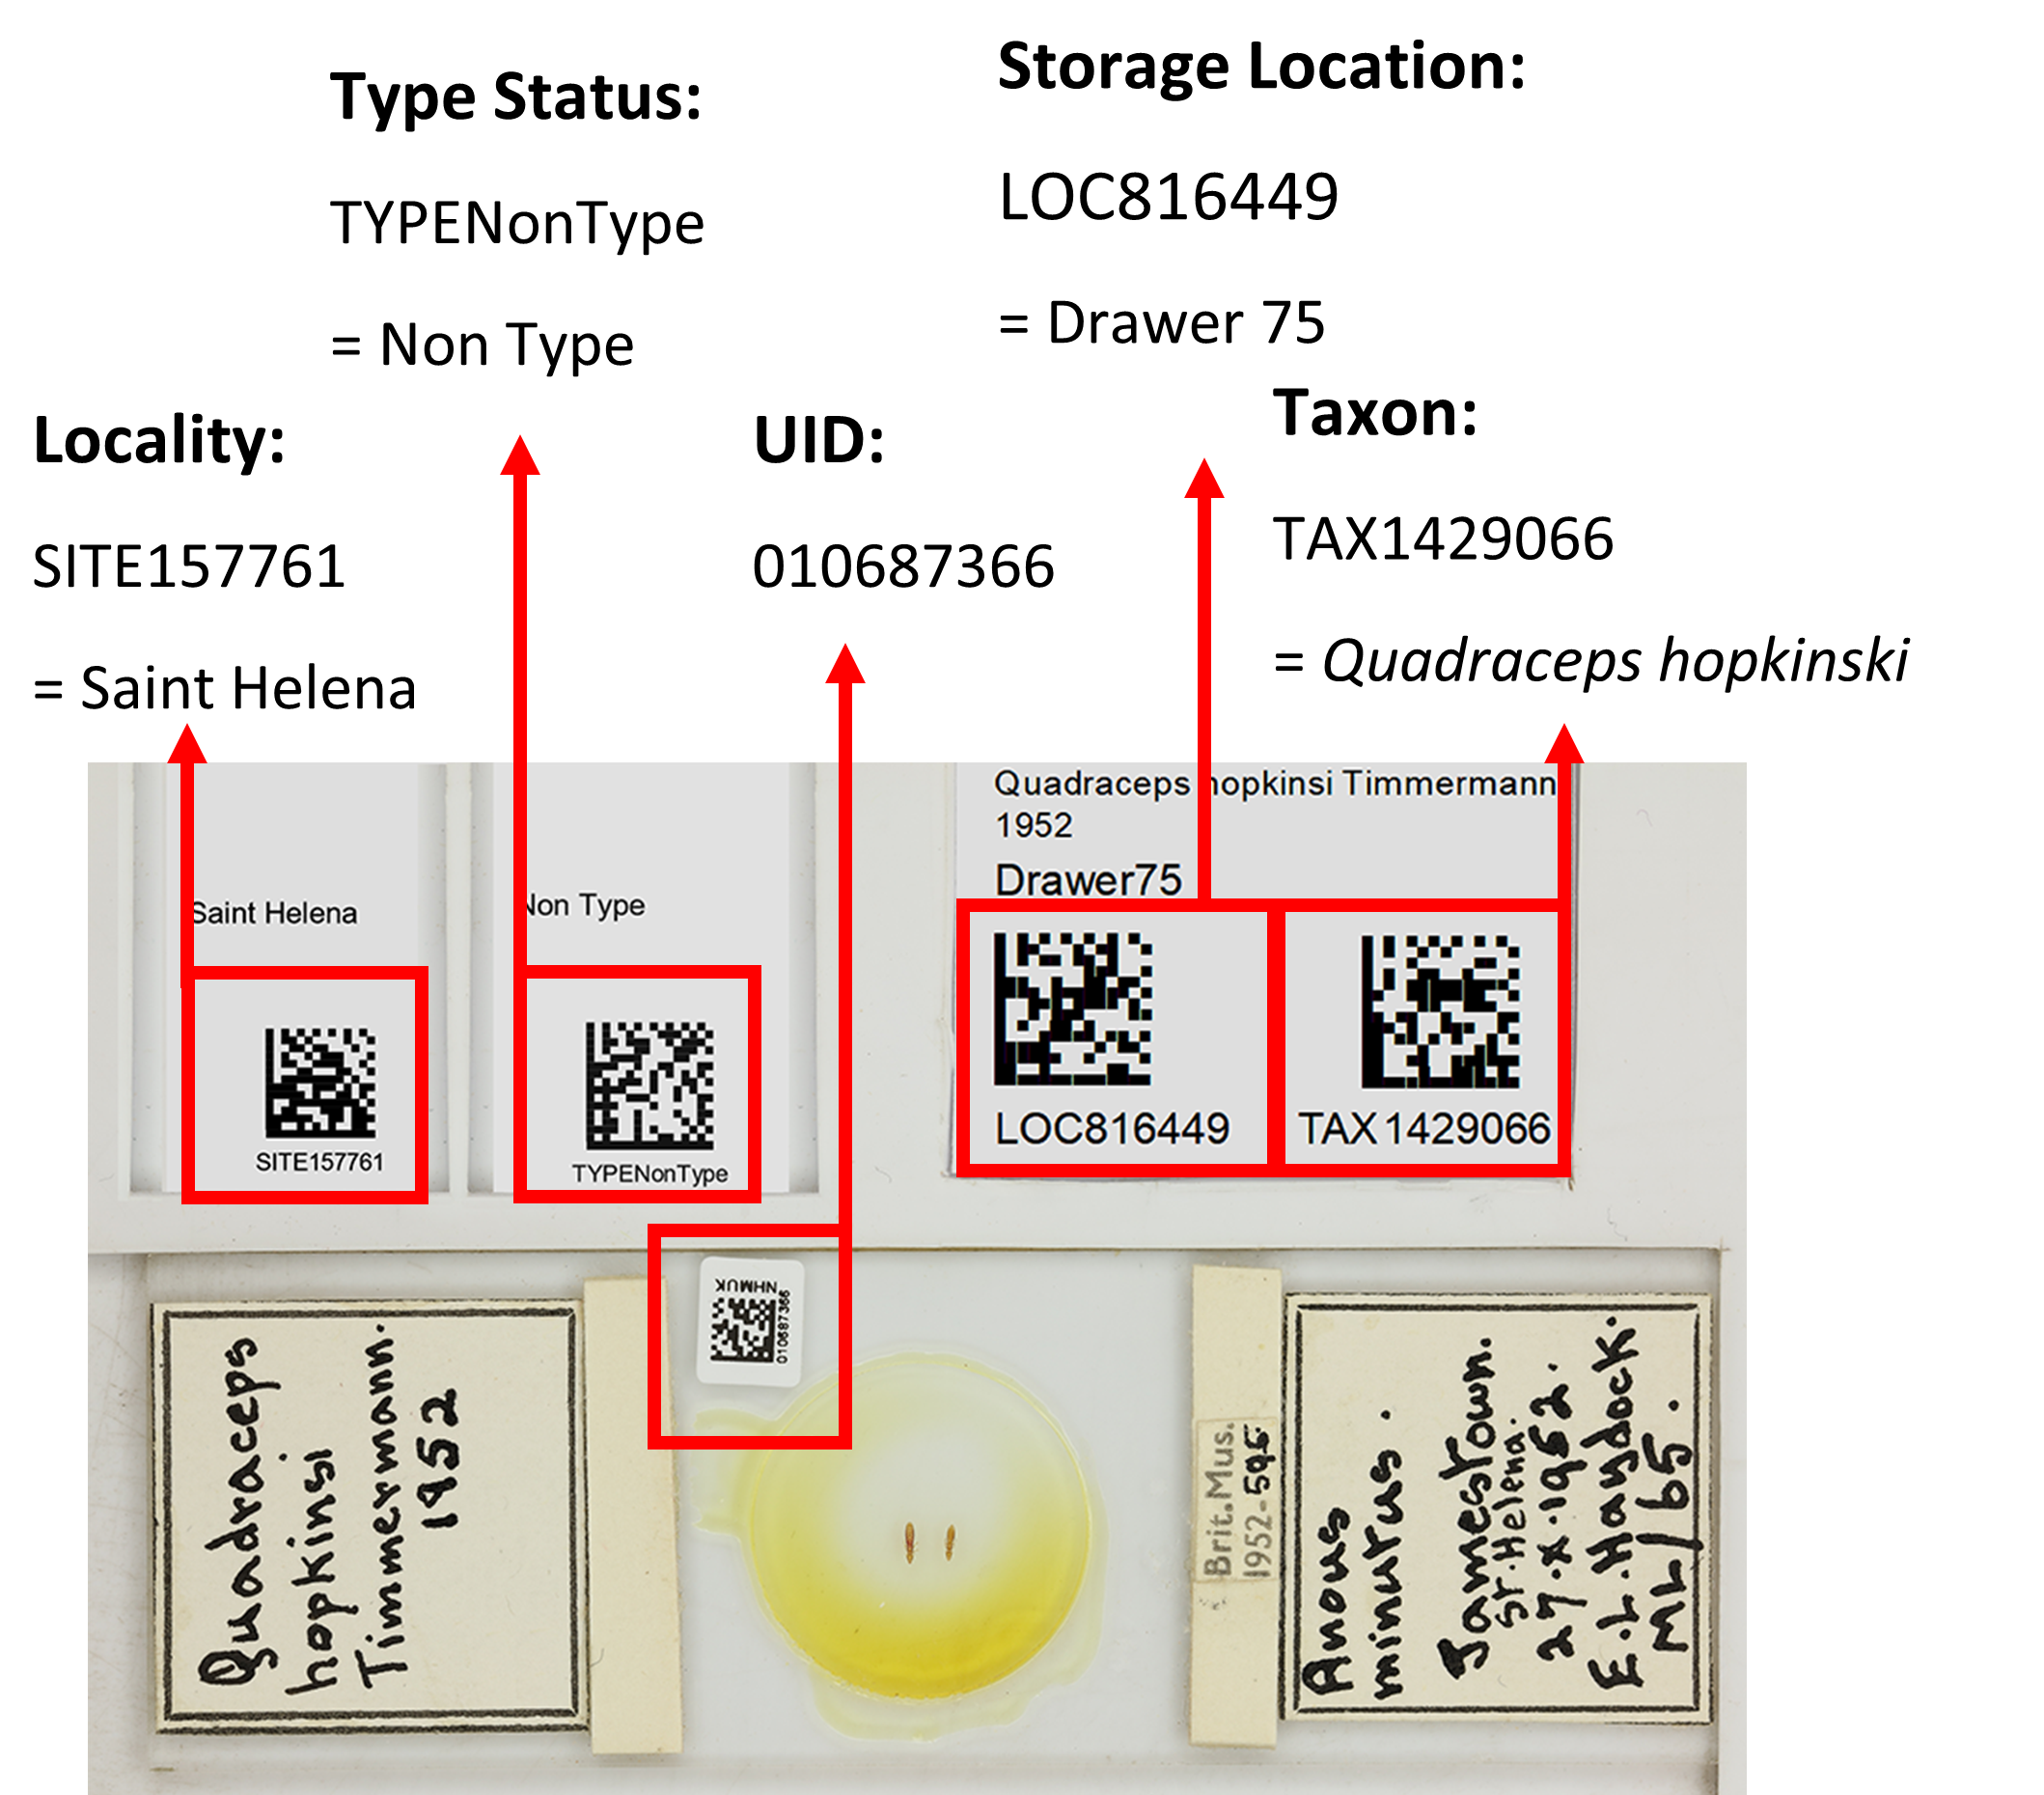 Type Status:
TYPENonType
= Non Type
Storage Location:
LOC816449
= Drawer 75
Locality:
SITE157761
= Saint Helena
UID:
010687366
Taxon:
TAX1429066
= Quadraceps hopkinski
Saint Helena
SITE157761
Non Type
TYPENonType
Quadraceps hopkinsi Timmermann
1952
Drawer75
LOC816449
TAX1429066
NHMUK
010687366
Quadraceps
hopkinsi
Timmermann.
1952
Brit.Mus.
1952-595.
Anous
minutus.
Jamestown.
St.Helena.
27.X.1952.
E.L.Haydock.
ML/65.